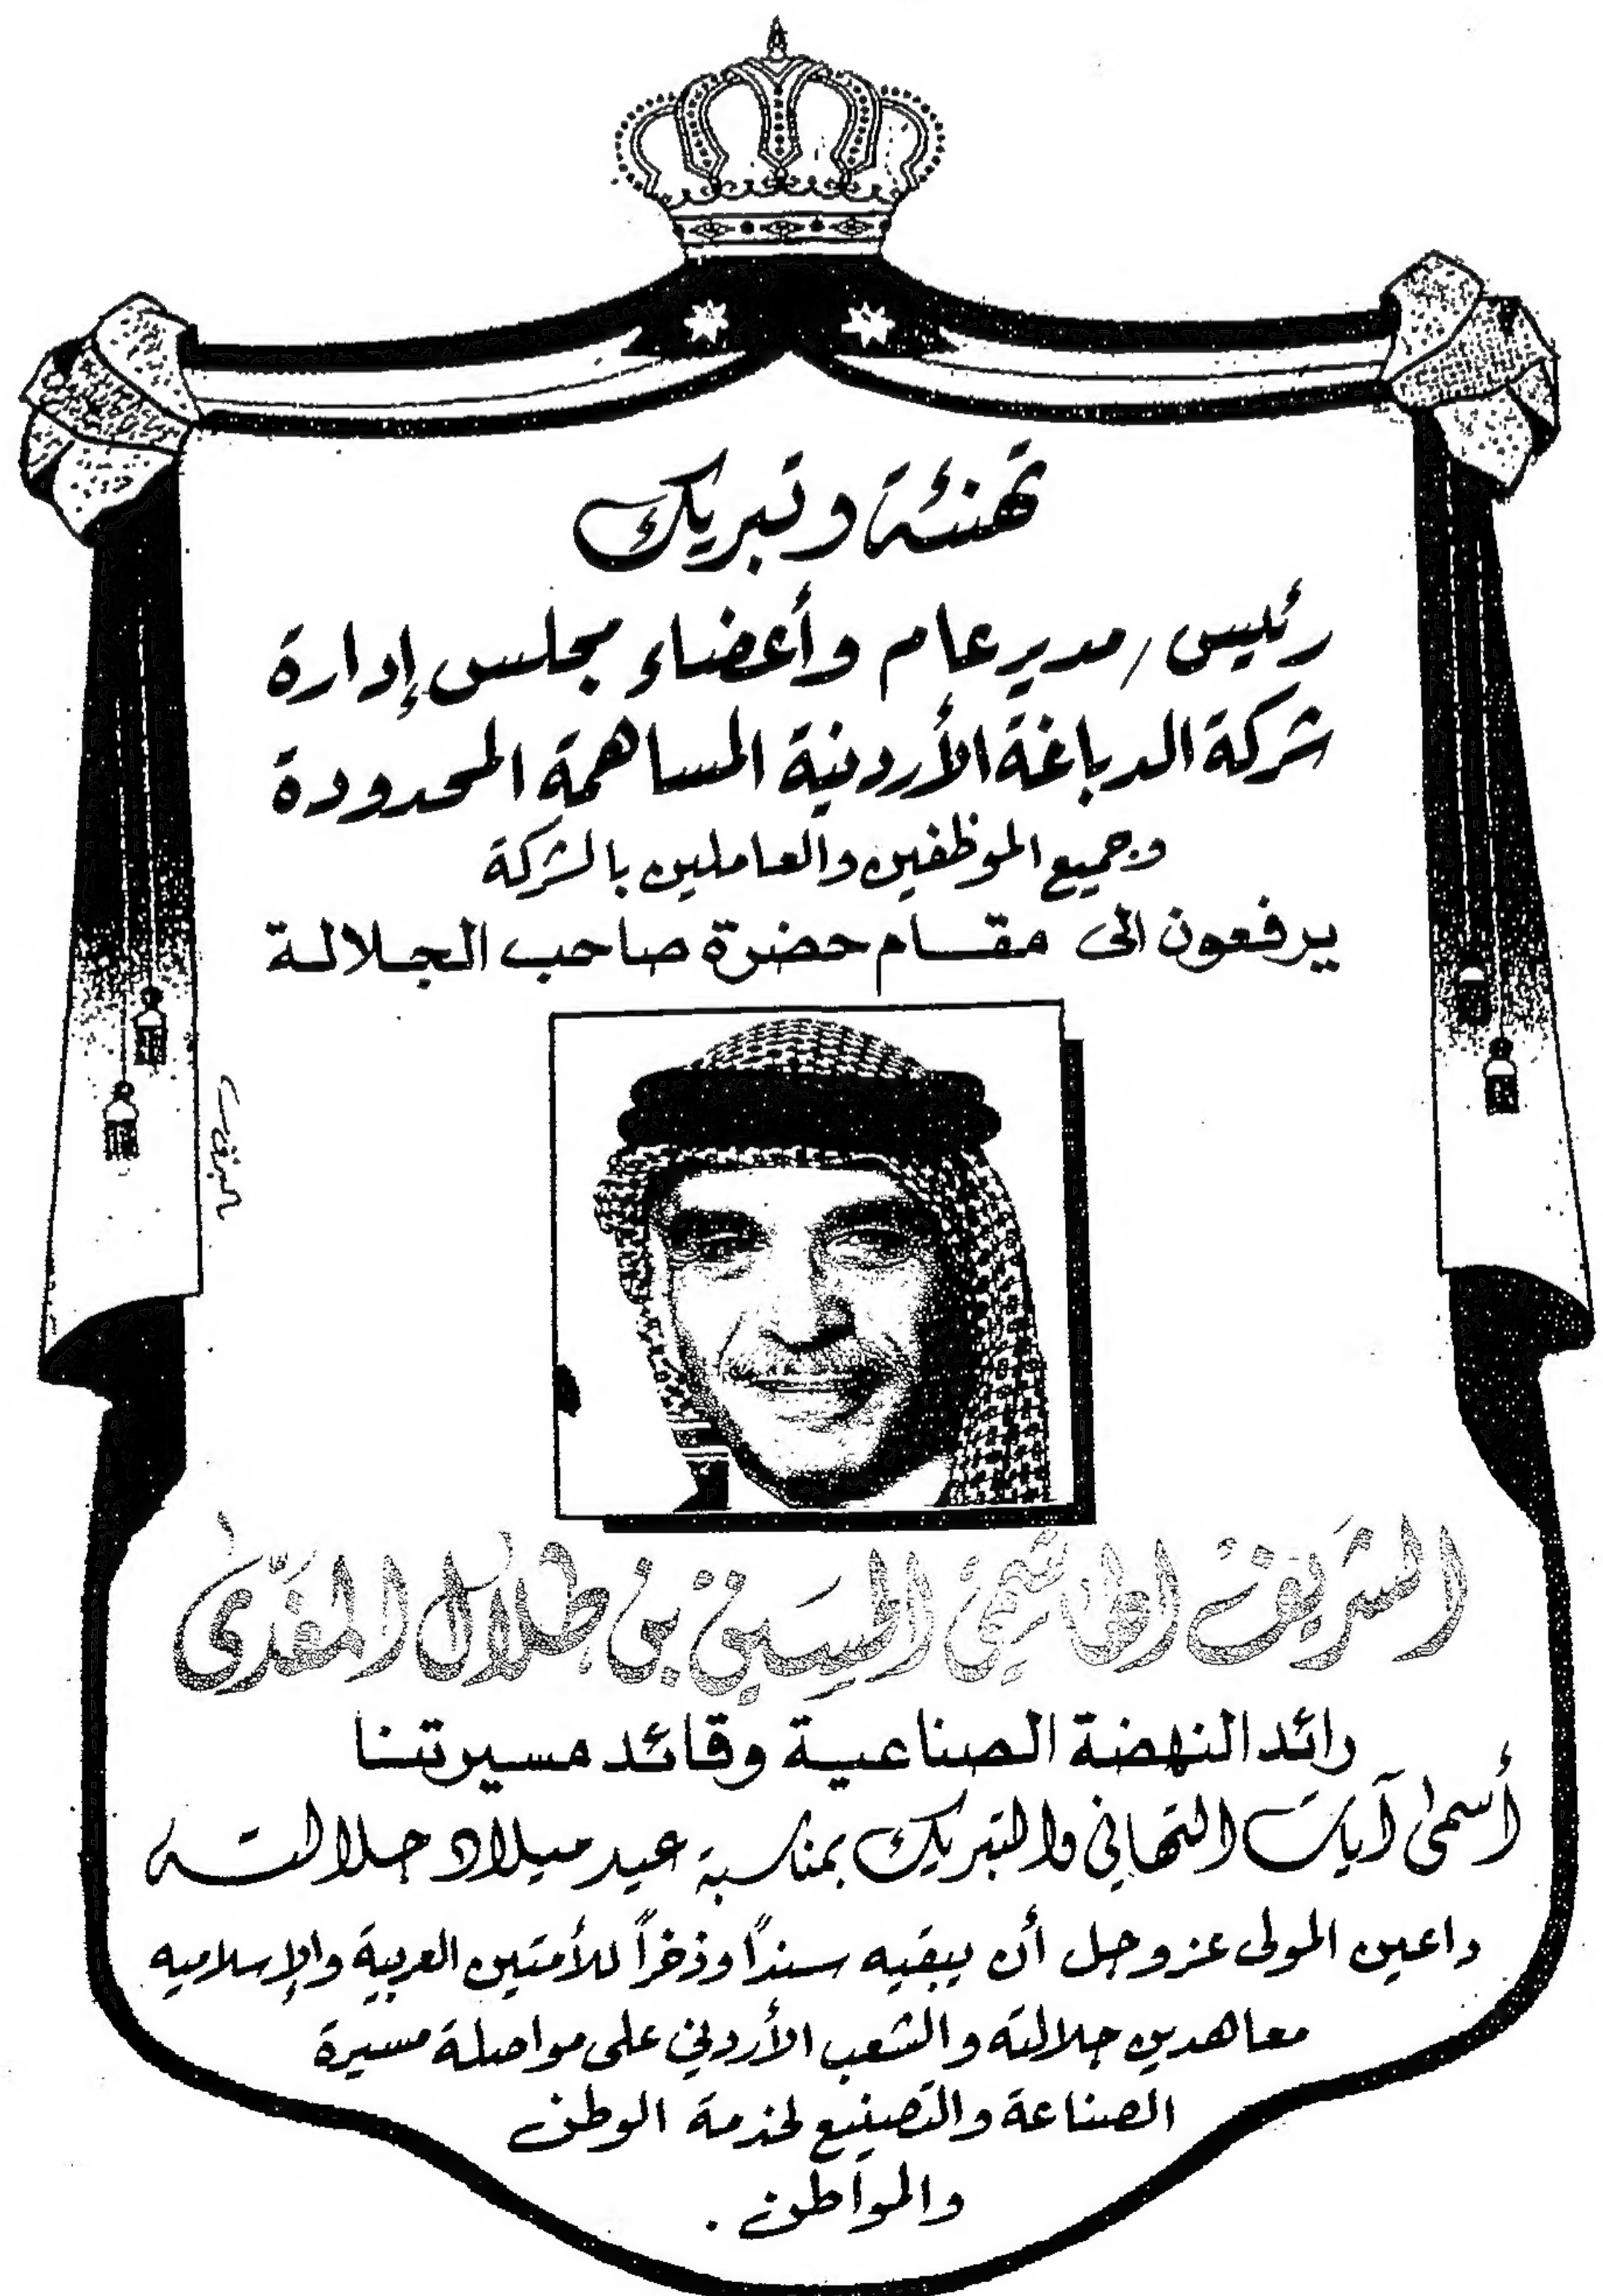 تهنئة وتبريك
رئيس / مدير عام وأعضاء مجلس إدارة
شركة الدباغة الأردنية المساهمة المحدودة
وجميع الموظفين والعاملين بالشركة
يرفعون الى مقام حضرة صاحب الجلالة
الشريف الهاشمي الحسين بن طلال المفدّى
رائد النهضة الصناعية وقائد مسيرتنا
أسمى آيات التهاني والتبريك بمناسبة عيد ميلاد جلالته
داعين المولى عز وجل أن يبقيه سنداً وذخراً للأمتين العربية والإسلاميه
معاهدين جلالته والشعب الأردني على مواصلة مسيرة
الصناعة والتصنيع لخدمة الوطن
والمواطن .